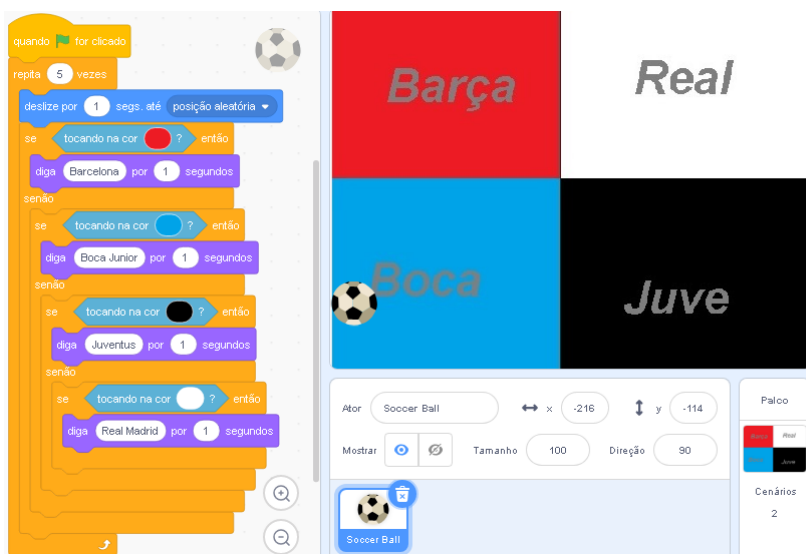 quando for clicado
repita 5 vezes
deslize por 1 segs. até posição aleatória
se tocando na cor ? então
diga Barcelona por 1 segundos
senão
se tocando na cor ? então
diga Boca Junior por 1 segundos
senão
se tocando na cor ? então
diga Juventus por 1 segundos
senão
se tocando na cor ? então
diga Real Madrid por 1 segundos
Barça Real
Boca Juve
Ator Soccer Ball x -216 y -114
Mostrar Tamanho 100 Direção 90
Soccer Ball
Palco
Barça Real
Juve
Cenários
2